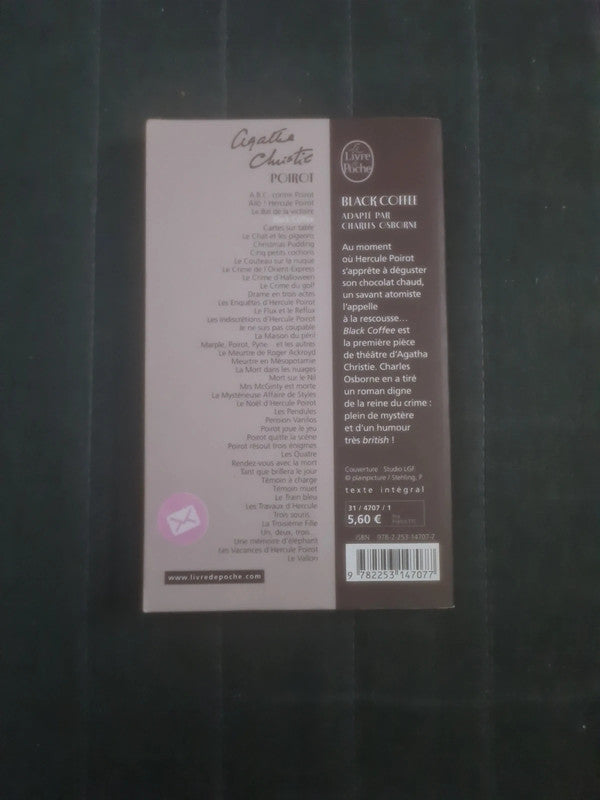 Agatha
Christie
POIROT
A.B.C. contre Poirot
Allô ! Hercule Poirot
Le Bal de la victoire
Black Coffee
Cartes sur table
Le Chat et les pigeons
Christmas Pudding
Cinq petits cochons
Le Couteau sur la nuque
Le Crime de l'Orient-Express
Le Crime d'Halloween
Le Crime du golf
Drame en trois actes
Les Enquêtes d'Hercule Poirot
Le Flux et le Reflux
Les Indiscrétions d'Hercule Poirot
Je ne suis pas coupable
La Maison du péril
Marple, Poirot, Pyne... et les autres
Le Meurtre de Roger Ackroyd
Meurtre en Mésopotamie
La Mort dans les nuages
Mort sur le Nil
Mrs McGinty est morte
La Mystérieuse Affaire de Styles
Le Noël d'Hercule Poirot
Les Pendules
Pension Vanilos
Poirot joue le jeu
Poirot quitte la scène
Poirot résout trois énigmes
Les Quatre
Rendez-vous avec la mort
Tant que brillera le jour
Témoin à charge
Témoin muet
Le Train bleu
Les Travaux d'Hercule
Trois souris...
La Troisième Fille
Un, deux, trois...
Une mémoire d'éléphant
Les Vacances d'Hercule Poirot
Le Vallon
www.livredepoche.com
Le
Livre
de
Poche
BLACK COFFEE
ADAPTÉ PAR
CHARLES OSBORNE
Au moment
où Hercule Poirot
s'apprête à déguster
son chocolat chaud,
un savant atomiste
l'appelle
à la rescousse...
Black Coffee est
la première pièce
de théâtre d'Agatha
Christie. Charles
Osborne en a tiré
un roman digne
de la reine du crime :
plein de mystère
et d'un humour
très british !
Couverture : Studio LGF.
© plainpicture / Stehling, P.
texte intégral
31 / 4707 / 1
5,60 € Prix
France TTC
ISBN 978-2-253-14707-7
9 782253 147077